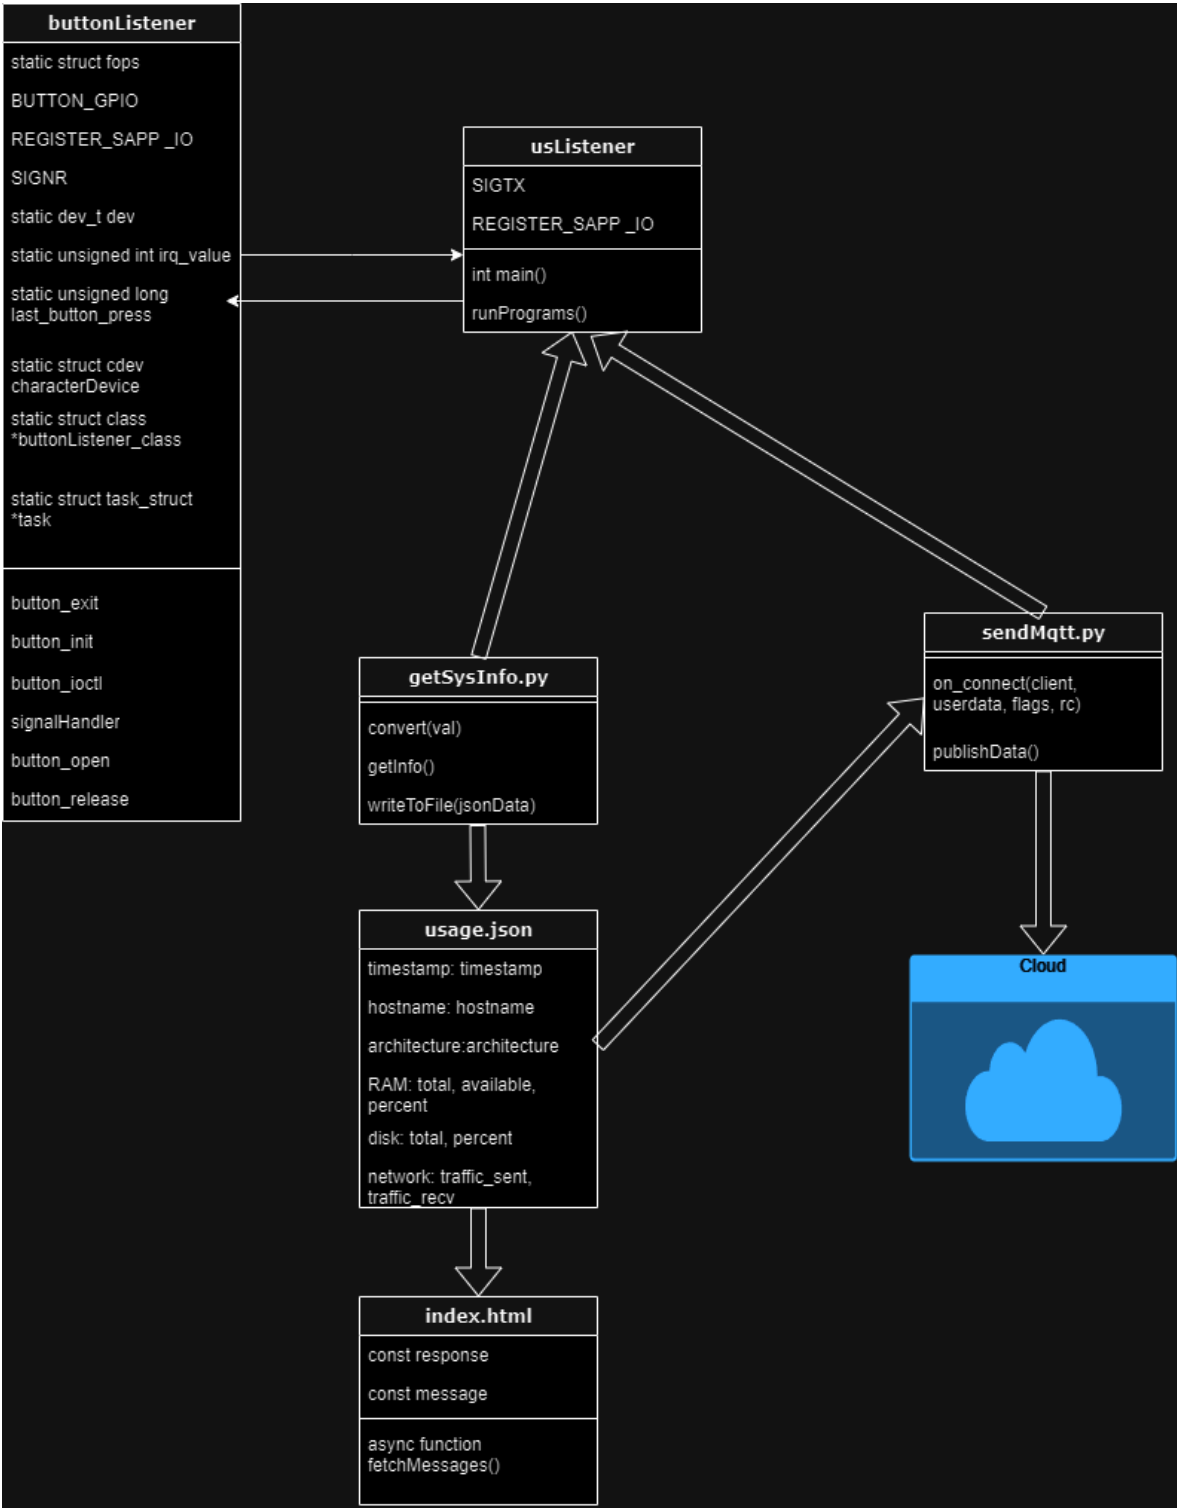 buttonListener
static struct fops
BUTTON_GPIO
REGISTER_SAPP _IO
SIGNR
static dev_t dev
static unsigned int irq_value
static unsigned long
last_button_press
static struct cdev
characterDevice
static struct class
*buttonListener_class
static struct task_struct
*task
button_exit
button_init
button_ioctl
signalHandler
button_open
button_release
usListener
SIGTX
REGISTER_SAPP _IO
int main()
runPrograms()
getSysInfo.py
convert(val)
getInfo()
writeToFile(jsonData)
sendMqtt.py
on_connect(client,
userdata, flags, rc)
publishData()
usage.json
timestamp: timestamp
hostname: hostname
architecture:architecture
RAM: total, available,
percent
disk: total, percent
network: traffic_sent,
traffic_recv
Cloud
index.html
const response
const message
async function
fetchMessages()